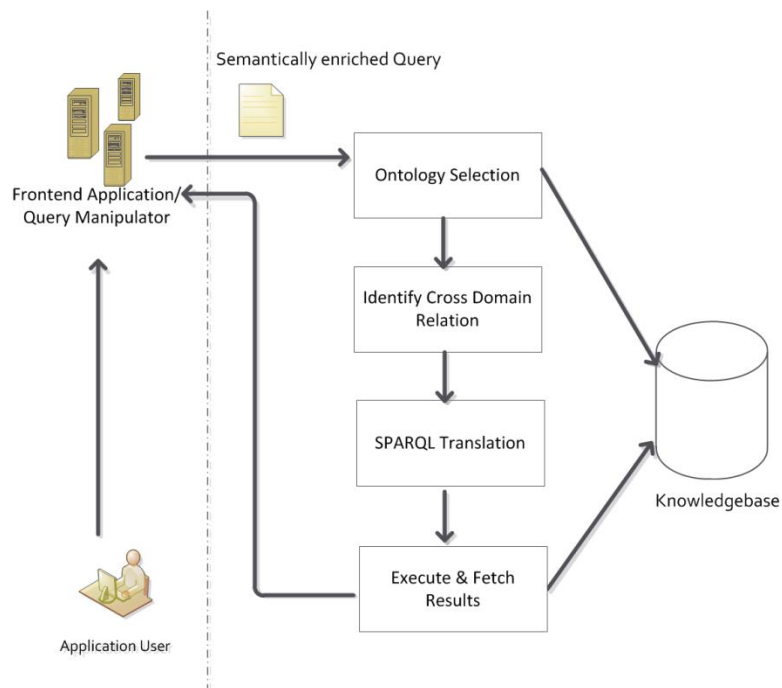 Semantically enriched Query
Frontend Application/
Query Manipulator
Ontology Selection
Identify Cross Domain
Relation
SPARQL Translation
Knowledgebase
Execute & Fetch
Results
Application User